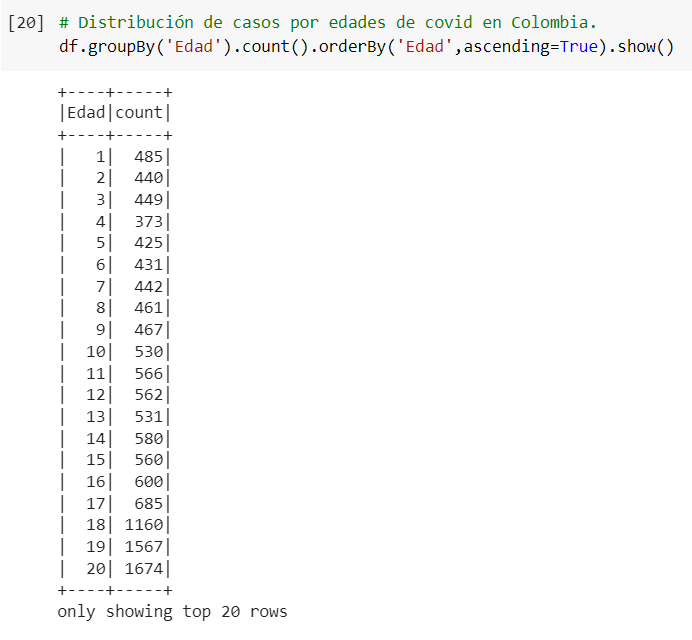 [20] # Distribución de casos por edades de covid en Colombia.
df.groupBy('Edad').count().orderBy('Edad',ascending=True).show()
+----+-----+
|Edad|count|
+----+-----+
|   1|  485|
|   2|  440|
|   3|  449|
|   4|  373|
|   5|  425|
|   6|  431|
|   7|  442|
|   8|  461|
|   9|  467|
|  10|  530|
|  11|  566|
|  12|  562|
|  13|  531|
|  14|  580|
|  15|  560|
|  16|  600|
|  17|  685|
|  18| 1160|
|  19| 1567|
|  20| 1674|
+----+-----+
only showing top 20 rows